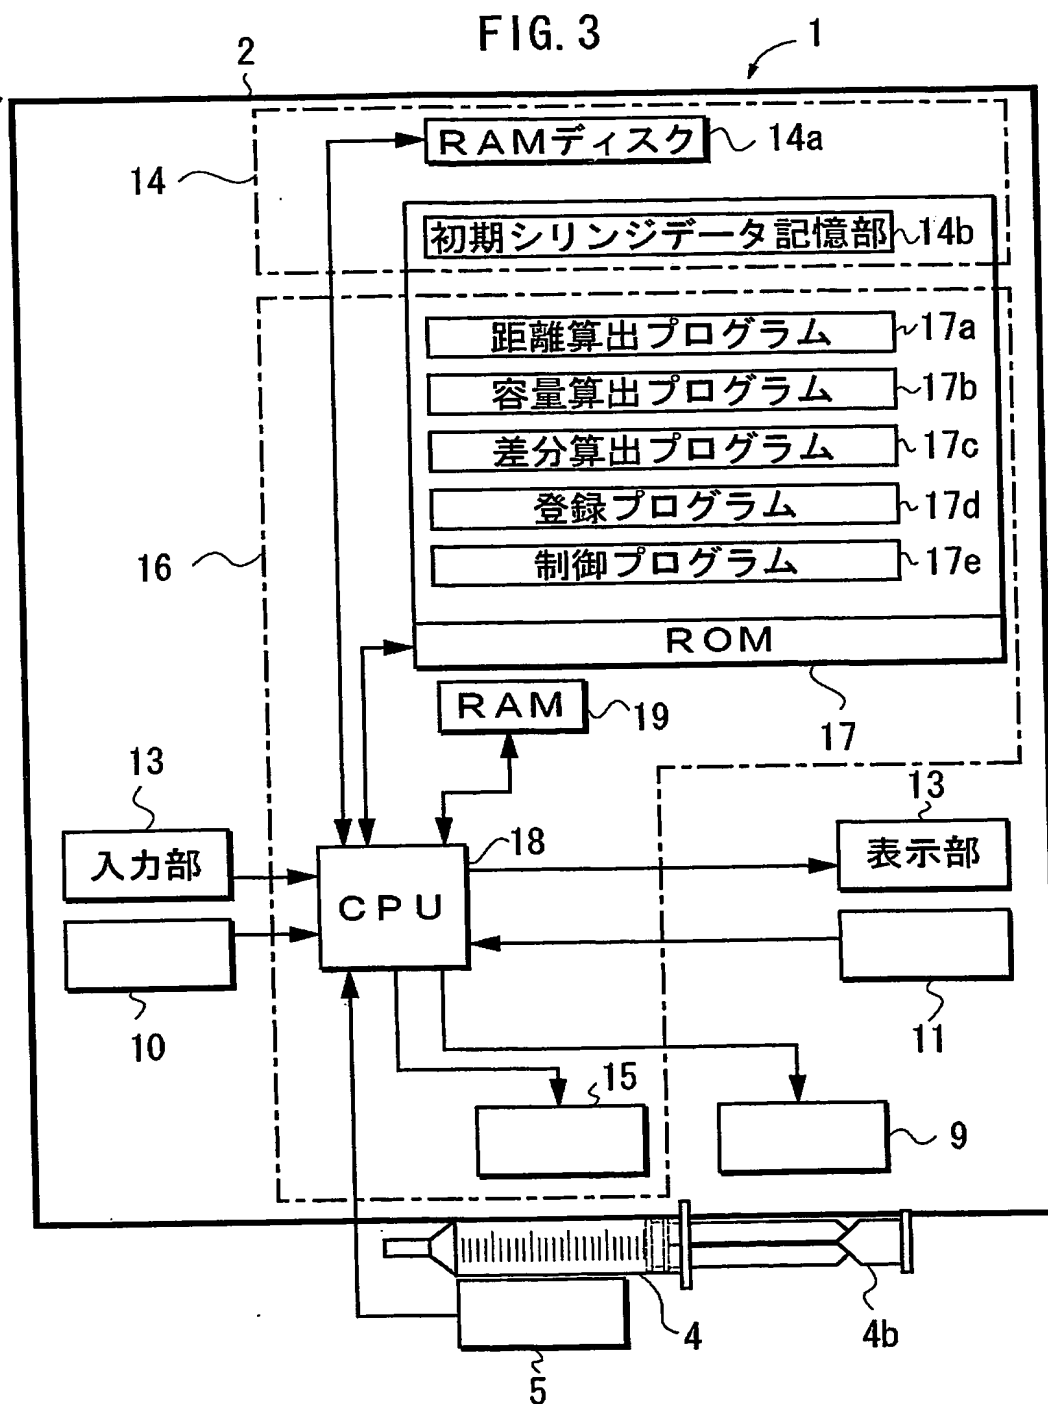 FIG. 3
1
2
14
RAMディスク
14a
初期シリンジデータ記憶部
14b
距離算出プログラム
17a
容量算出プログラム
17b
差分算出プログラム
17c
登録プログラム
17d
制御プログラム
17e
16
ROM
17
RAM
19
13
入力部
18
CPU
13
表示部
10
11
15
9
4
4b
5